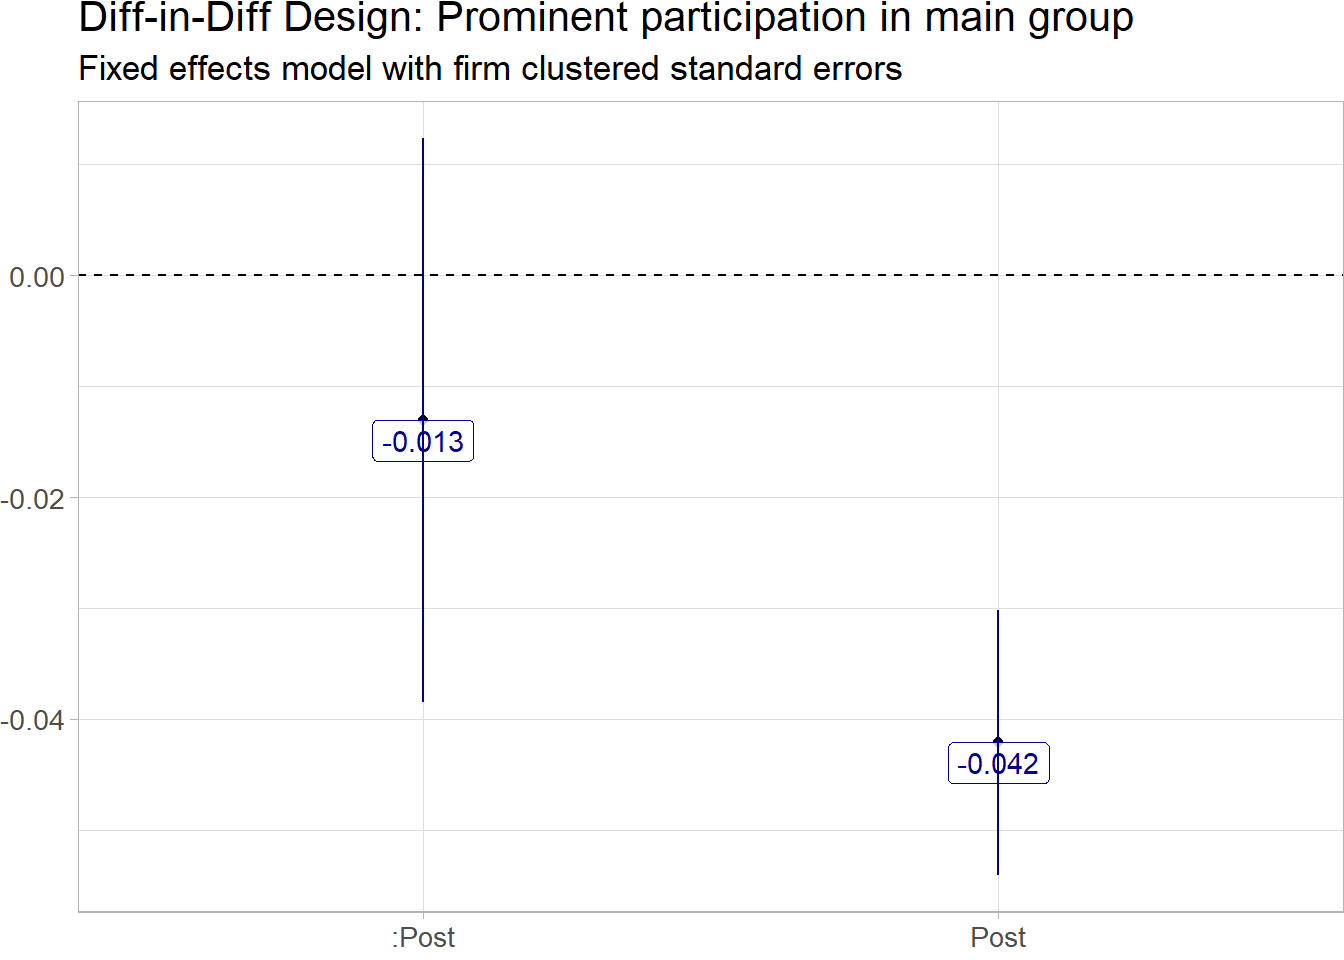 Diff-in-Diff Design: Prominent participation in main group
Fixed effects model with firm clustered standard errors
0.00
-0.013
-0.02
-0.04
-0.042
:Post
Post